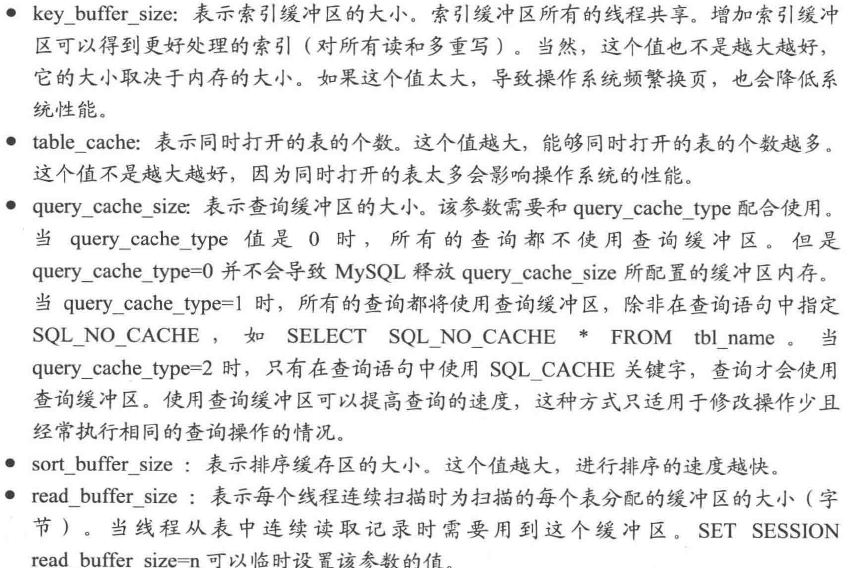 • key_buffer_size: 表示索引缓冲区的大小。索引缓冲区所有的线程共享。增加索引缓冲
区可以得到更好处理的索引（对所有读和多重写）。当然，这个值也不是越大越好，
它的大小取决于内存的大小。如果这个值太大，导致操作系统频繁换页，也会降低系
统性能。
• table_cache: 表示同时打开的表的个数。这个值越大，能够同时打开的表的个数越多。
这个值不是越大越好，因为同时打开的表太多会影响操作系统的性能。
• query_cache_size: 表示查询缓冲区的大小。该参数需要和 query_cache_type 配合使用。
当 query_cache_type 值是 0 时，所有的查询都不使用查询缓冲区。但是
query_cache_type=0 并不会导致 MySQL 释放 query_cache_size 所配置的缓冲区内存。
当 query_cache_type=1 时，所有的查询都将使用查询缓冲区，除非在查询语句中指定
SQL_NO_CACHE ， 如 SELECT SQL_NO_CACHE * FROM tbl_name 。 当
query_cache_type=2 时，只有在查询语句中使用 SQL_CACHE 关键字，查询才会使用
查询缓冲区。使用查询缓冲区可以提高查询的速度，这种方式只适用于修改操作少且
经常执行相同的查询操作的情况。
• sort_buffer_size ：表示排序缓存区的大小。这个值越大，进行排序的速度越快。
• read_buffer_size ：表示每个线程连续扫描时为扫描的每个表分配的缓冲区的大小（字
节）。当线程从表中连续读取记录时需要用到这个缓冲区。SET SESSION
read_buffer_size=n 可以临时设置该参数的值。